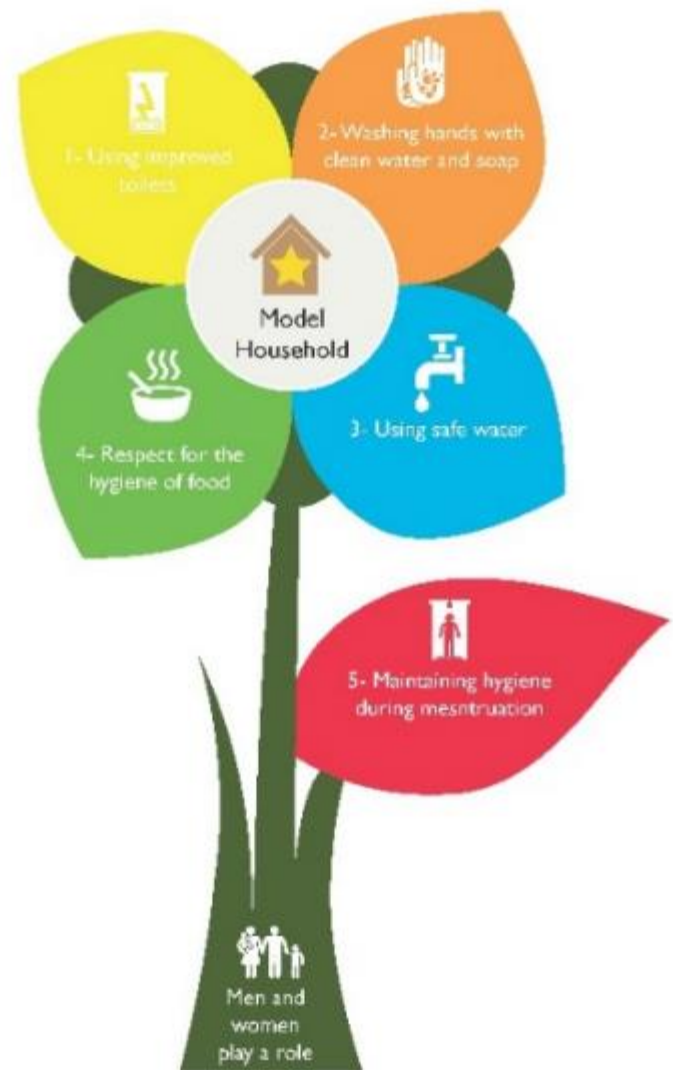 1- Using improved
toilets
2- Washing hands with
clean water and soap
Model
Household
3- Using safe water
4- Respect for the
hygiene of food
5- Maintaining hygiene
during mesntruation
Men and
women
play a role